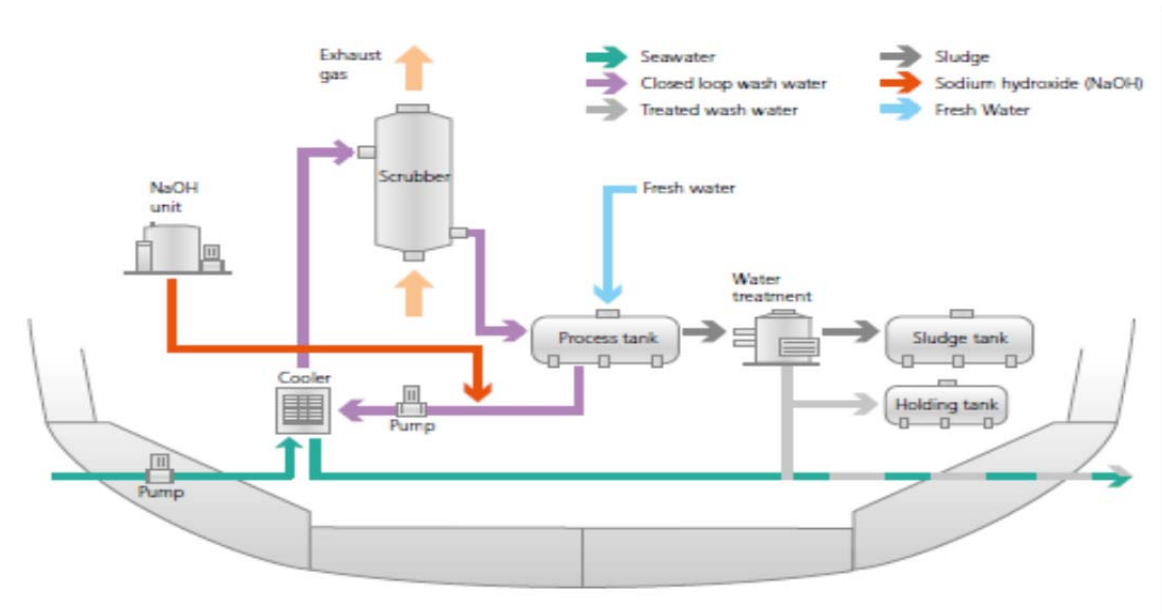 Exhaust
gas
Seawater
Closed loop wash water
Treated wash water
Sludge
Sodium hydroxide (NaOH)
Fresh Water
Scrubber
NaOH
unit
Fresh water
Water
treatment
Process tank
Sludge tank
Cooler
Holding tank
Pump
Pump